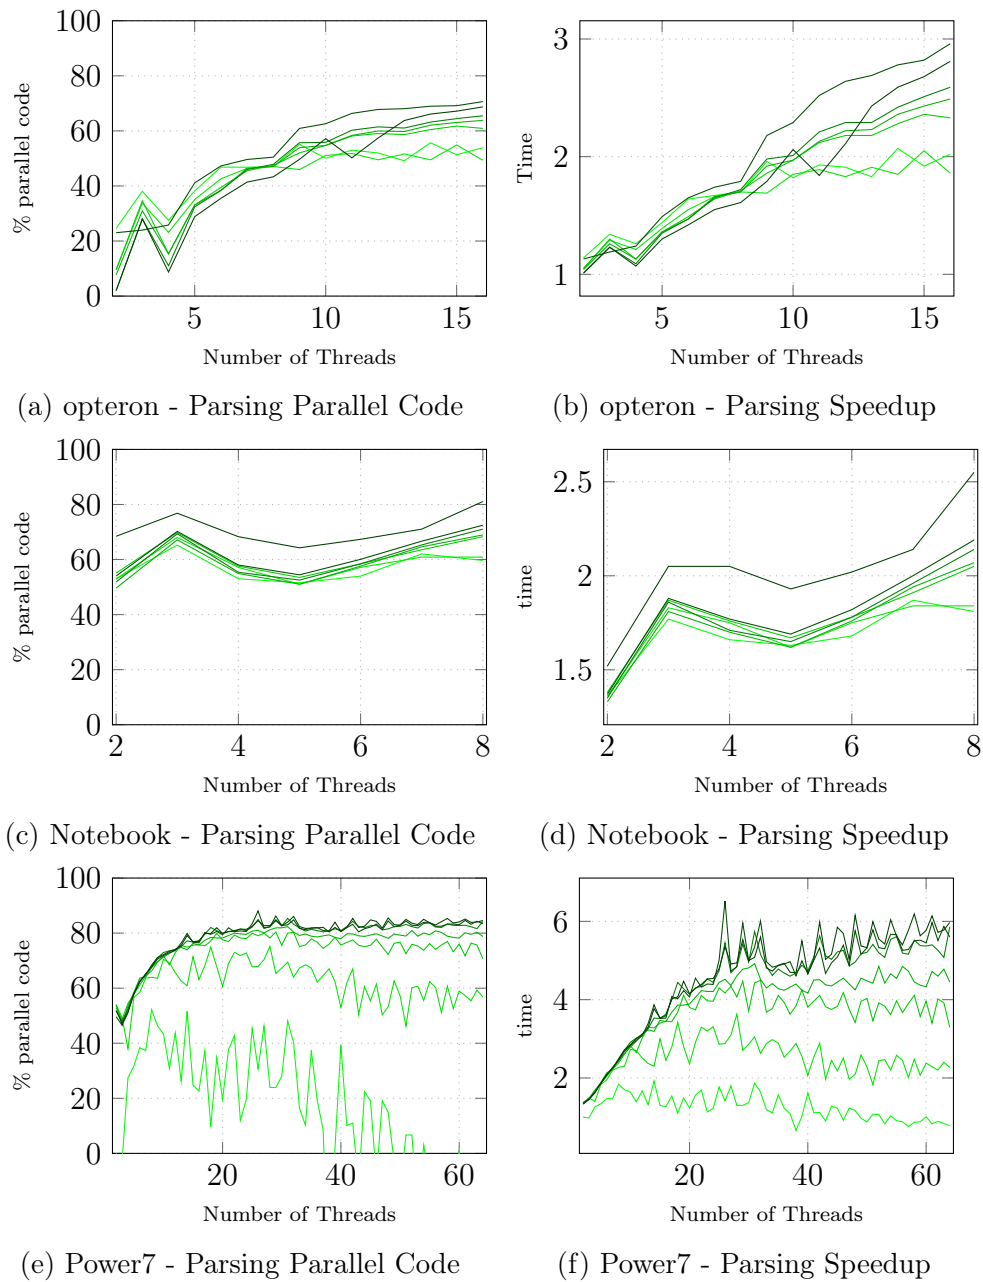 100
80
60
40
20
0
% parallel code
5
10
15
Number of Threads
(a) opteron - Parsing Parallel Code
3
2
1
Time
5
10
15
Number of Threads
(b) opteron - Parsing Speedup
100
80
60
40
20
0
% parallel code
2
4
6
8
Number of Threads
(c) Notebook - Parsing Parallel Code
2.5
2
1.5
time
2
4
6
8
Number of Threads
(d) Notebook - Parsing Speedup
100
80
60
40
20
0
% parallel code
20
40
60
Number of Threads
(e) Power7 - Parsing Parallel Code
6
4
2
time
20
40
60
Number of Threads
(f) Power7 - Parsing Speedup